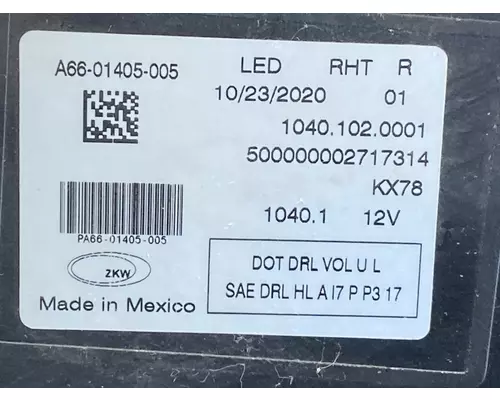 A66-01405-005 LED RHT R
10/23/2020 01
1040.102.0001
500000002717314
KX78
1040.1 12V
PA66-01405-005
ZKW
DOT DRL VOL U L
SAE DRL HL A I7 P P3 17
Made in Mexico